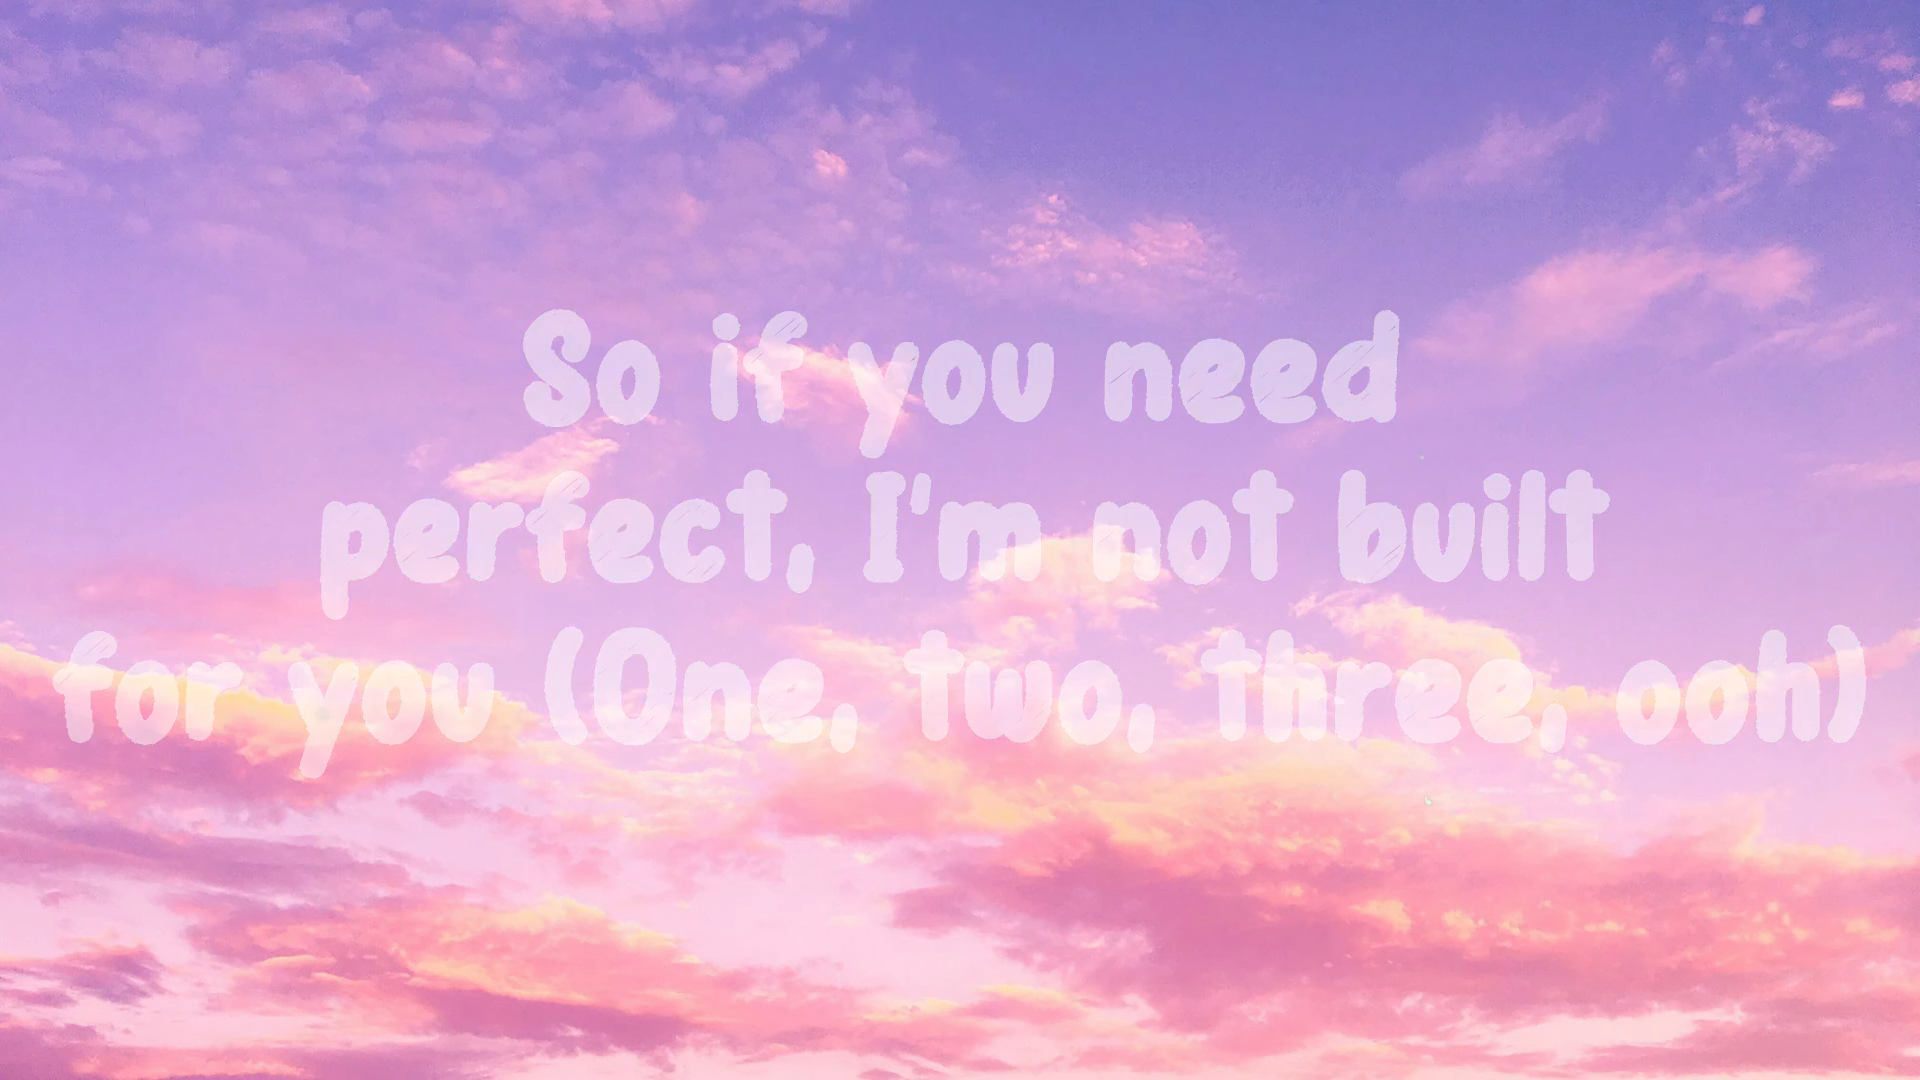 So if you need
perfect, I'm not built
for you (One, two, three, ooh)